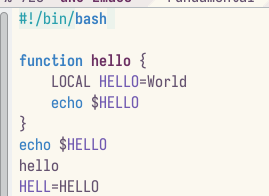 #!/bin/bash
function hello {
    LOCAL HELLO=World
    echo $HELLO
}
echo $HELLO
hello
HELL=HELLO